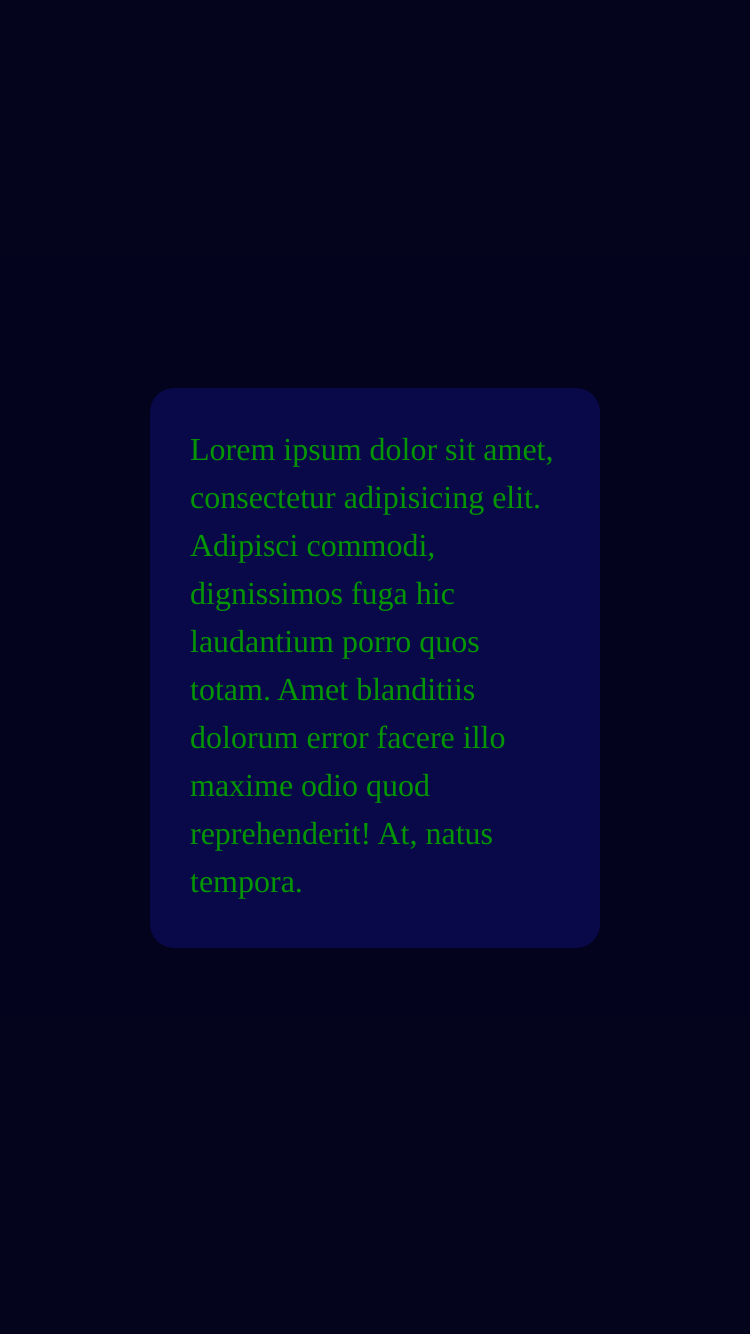 Lorem ipsum dolor sit amet,
consectetur adipisicing elit.
Adipisci commodi,
dignissimos fuga hic
laudantium porro quos
totam. Amet blanditiis
dolorum error facere illo
maxime odio quod
reprehenderit! At, natus
tempora.